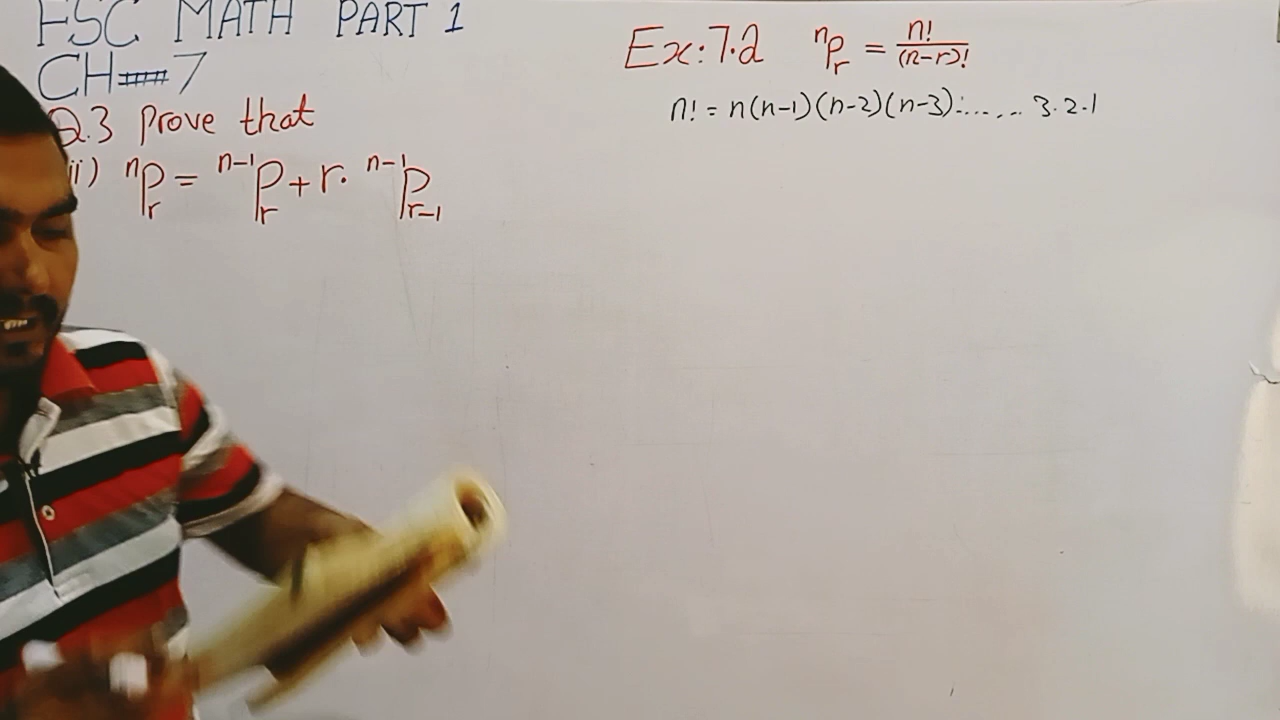 FSC MATH PART 1
CH # 7
Q.3 Prove that
ii) ⁿPᵣ = ⁿ⁻¹Pᵣ + r. ⁿ⁻¹Pᵣ₋₁
Ex: 7.2 ⁿPᵣ = n!/(n-r)!
n! = n(n-1)(n-2)(n-3)....... 3.2.1